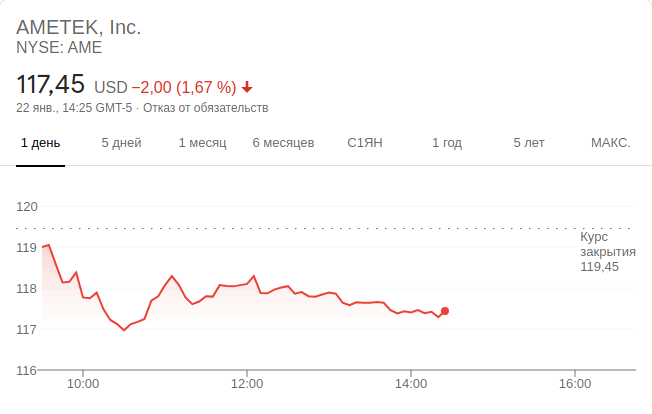 AMETEK, Inc.
NYSE: AME
117,45 USD −2,00 (1,67 %)
22 янв., 14:25 GMT-5 · Отказ от обязательств
1 день 5 дней 1 месяц 6 месяцев С1ЯН 1 год 5 лет МАКС.
120
Курс
119
закрытия
119,45
118
117
116
10:00 12:00 14:00 16:00